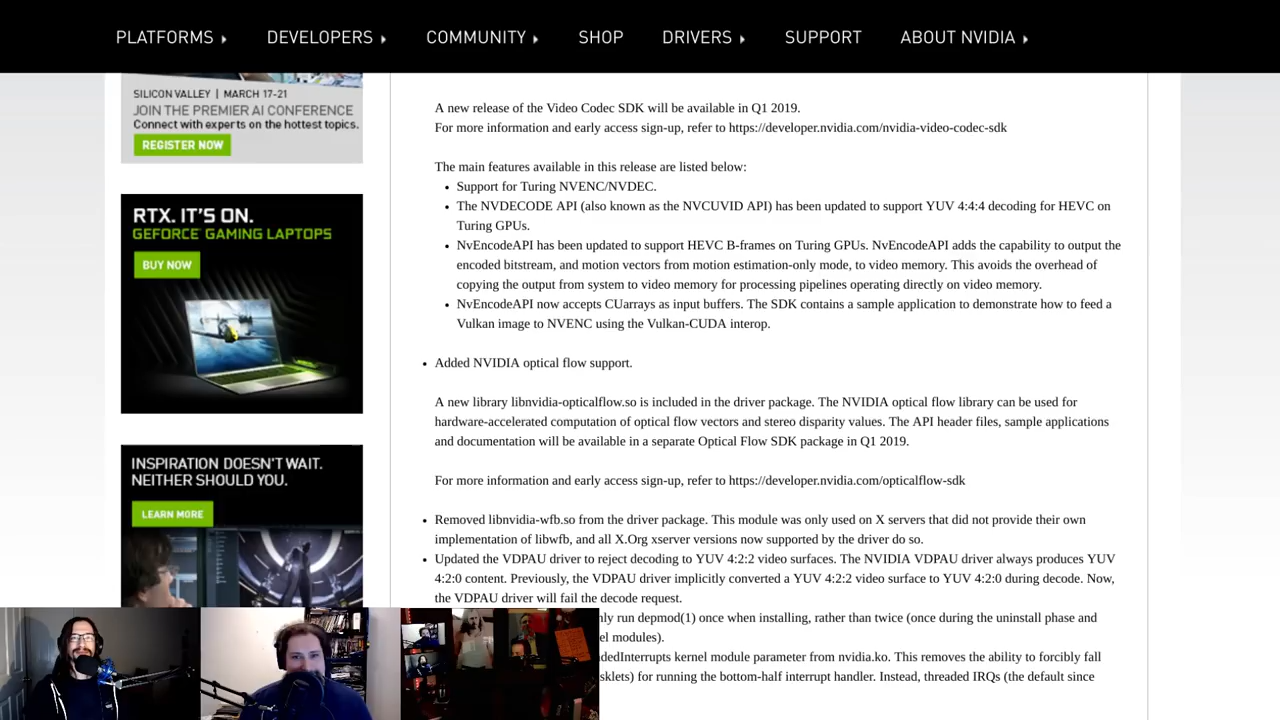 PLATFORMS DEVELOPERS COMMUNITY SHOP DRIVERS SUPPORT ABOUT NVIDIA
SILICON VALLEY | MARCH 17-21
JOIN THE PREMIER AI CONFERENCE
Connect with experts on the hottest topics.
REGISTER NOW
RTX. IT'S ON.
GEFORCE GAMING LAPTOPS
BUY NOW
INSPIRATION DOESN'T WAIT.
NEITHER SHOULD YOU.
LEARN MORE
A new release of the Video Codec SDK will be available in Q1 2019.
For more information and early access sign-up, refer to https://developer.nvidia.com/nvidia-video-codec-sdk
The main features available in this release are listed below:
• Support for Turing NVENC/NVDEC.
• The NVDECODE API (also known as the NVCUVID API) has been updated to support YUV 4:4:4 decoding for HEVC on
Turing GPUs.
• NvEncodeAPI has been updated to support HEVC B-frames on Turing GPUs. NvEncodeAPI adds the capability to output the
encoded bitstream, and motion vectors from motion estimation-only mode, to video memory. This avoids the overhead of
copying the output from system to video memory for processing pipelines operating directly on video memory.
• NvEncodeAPI now accepts CUarrays as input buffers. The SDK contains a sample application to demonstrate how to feed a
Vulkan image to NVENC using the Vulkan-CUDA interop.
• Added NVIDIA optical flow support.
A new library libnvidia-opticalflow.so is included in the driver package. The NVIDIA optical flow library can be used for
hardware-accelerated computation of optical flow vectors and stereo disparity values. The API header files, sample applications
and documentation will be available in a separate Optical Flow SDK package in Q1 2019.
For more information and early access sign-up, refer to https://developer.nvidia.com/opticalflow-sdk
• Removed libnvidia-wfb.so from the driver package. This module was only used on X servers that did not provide their own
implementation of libwfb, and all X.Org xserver versions now supported by the driver do so.
• Updated the VDPAU driver to reject decoding to YUV 4:2:2 video surfaces. The NVIDIA VDPAU driver always produces YUV
4:2:0 content. Previously, the VDPAU driver implicitly converted a YUV 4:2:2 video surface to YUV 4:2:0 during decode. Now,
the VDPAU driver will fail the decode request.
nly run depmod(1) once when installing, rather than twice (once during the uninstall phase and
el modules).
dedInterrupts kernel module parameter from nvidia.ko. This removes the ability to forcibly fall
sklets) for running the bottom-half interrupt handler. Instead, threaded IRQs (the default since